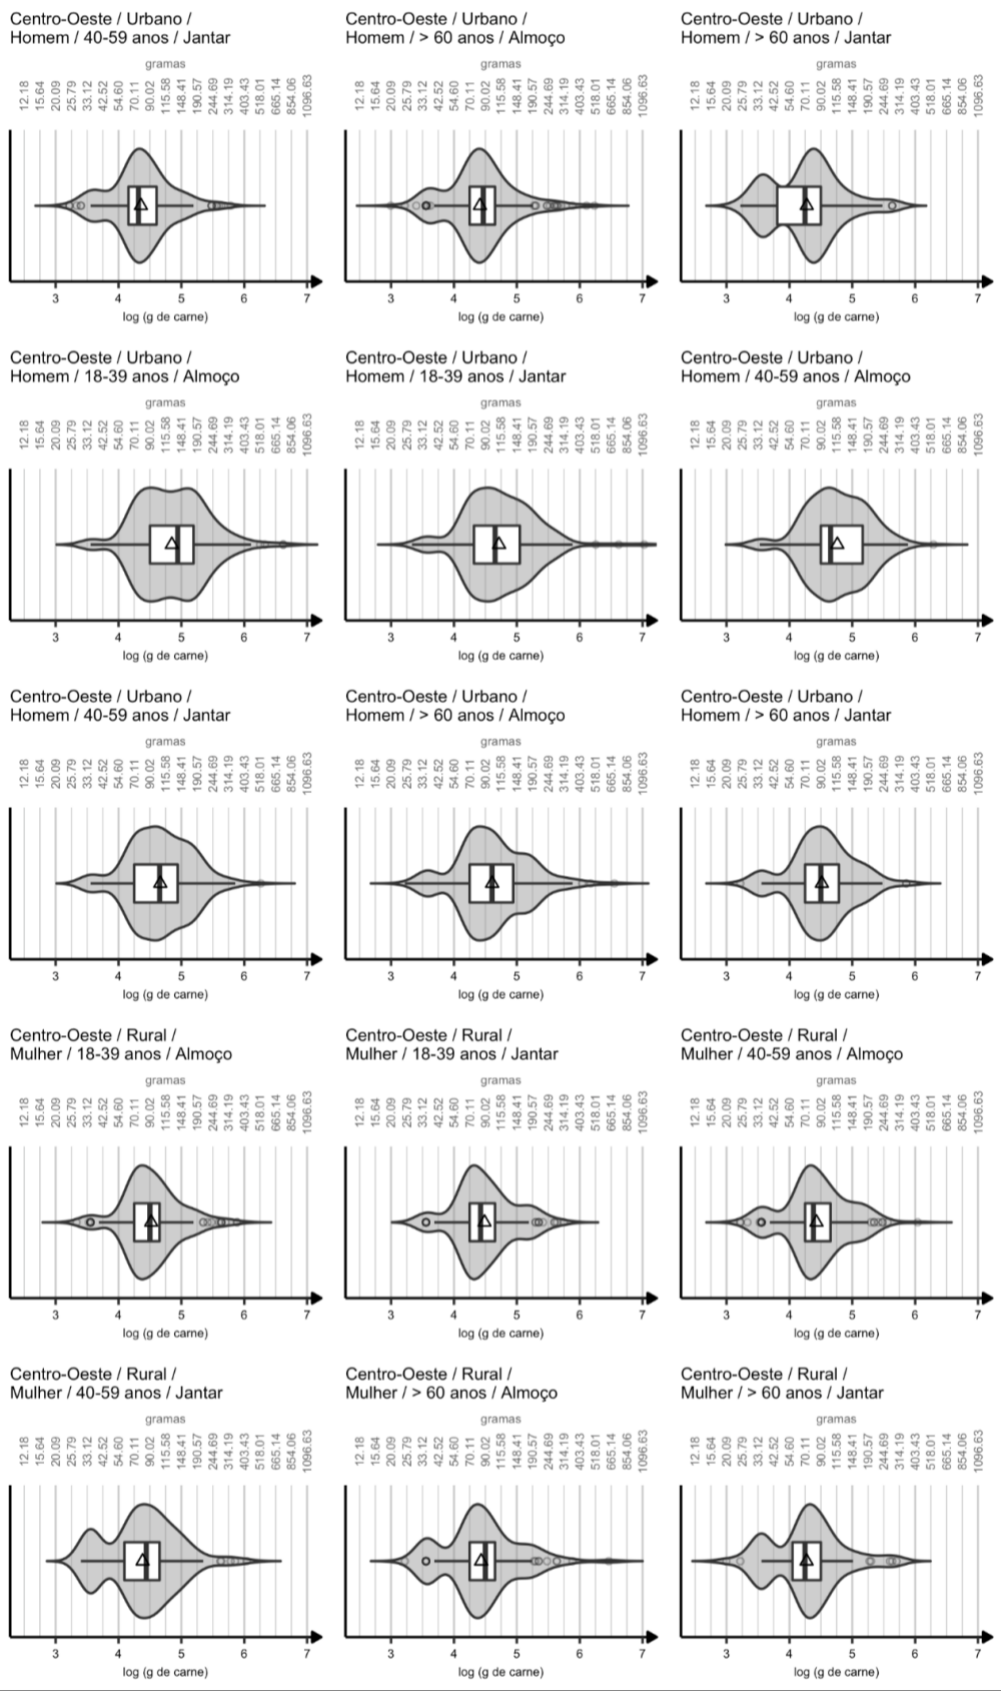 Centro-Oeste / Urbano /
Homem / 40-59 anos / Jantar
gramas
12.18 15.64 20.09 25.79 33.12 42.52 54.60 70.11 90.02 115.58 148.41 190.57 244.69 314.19 403.43 518.01 665.14 854.06 1096.63
3 4 5 6 7
log (g de carne)
Centro-Oeste / Urbano /
Homem / > 60 anos / Almoço
gramas
12.18 15.64 20.09 25.79 33.12 42.52 54.60 70.11 90.02 115.58 148.41 190.57 244.69 314.19 403.43 518.01 665.14 854.06 1096.63
3 4 5 6 7
log (g de carne)
Centro-Oeste / Urbano /
Homem / > 60 anos / Jantar
gramas
12.18 15.64 20.09 25.79 33.12 42.52 54.60 70.11 90.02 115.58 148.41 190.57 244.69 314.19 403.43 518.01 665.14 854.06 1096.63
3 4 5 6 7
log (g de carne)
Centro-Oeste / Urbano /
Homem / 18-39 anos / Almoço
gramas
12.18 15.64 20.09 25.79 33.12 42.52 54.60 70.11 90.02 115.58 148.41 190.57 244.69 314.19 403.43 518.01 665.14 854.06 1096.63
3 4 5 6 7
log (g de carne)
Centro-Oeste / Urbano /
Homem / 18-39 anos / Jantar
gramas
12.18 15.64 20.09 25.79 33.12 42.52 54.60 70.11 90.02 115.58 148.41 190.57 244.69 314.19 403.43 518.01 665.14 854.06 1096.63
3 4 5 6 7
log (g de carne)
Centro-Oeste / Urbano /
Homem / 40-59 anos / Almoço
gramas
12.18 15.64 20.09 25.79 33.12 42.52 54.60 70.11 90.02 115.58 148.41 190.57 244.69 314.19 403.43 518.01 665.14 854.06 1096.63
3 4 5 6 7
log (g de carne)
Centro-Oeste / Urbano /
Homem / 40-59 anos / Jantar
gramas
12.18 15.64 20.09 25.79 33.12 42.52 54.60 70.11 90.02 115.58 148.41 190.57 244.69 314.19 403.43 518.01 665.14 854.06 1096.63
3 4 5 6 7
log (g de carne)
Centro-Oeste / Urbano /
Homem / > 60 anos / Almoço
gramas
12.18 15.64 20.09 25.79 33.12 42.52 54.60 70.11 90.02 115.58 148.41 190.57 244.69 314.19 403.43 518.01 665.14 854.06 1096.63
3 4 5 6 7
log (g de carne)
Centro-Oeste / Urbano /
Homem / > 60 anos / Jantar
gramas
12.18 15.64 20.09 25.79 33.12 42.52 54.60 70.11 90.02 115.58 148.41 190.57 244.69 314.19 403.43 518.01 665.14 854.06 1096.63
3 4 5 6 7
log (g de carne)
Centro-Oeste / Rural /
Mulher / 18-39 anos / Almoço
gramas
12.18 15.64 20.09 25.79 33.12 42.52 54.60 70.11 90.02 115.58 148.41 190.57 244.69 314.19 403.43 518.01 665.14 854.06 1096.63
3 4 5 6 7
log (g de carne)
Centro-Oeste / Rural /
Mulher / 18-39 anos / Jantar
gramas
12.18 15.64 20.09 25.79 33.12 42.52 54.60 70.11 90.02 115.58 148.41 190.57 244.69 314.19 403.43 518.01 665.14 854.06 1096.63
3 4 5 6 7
log (g de carne)
Centro-Oeste / Rural /
Mulher / 40-59 anos / Almoço
gramas
12.18 15.64 20.09 25.79 33.12 42.52 54.60 70.11 90.02 115.58 148.41 190.57 244.69 314.19 403.43 518.01 665.14 854.06 1096.63
3 4 5 6 7
log (g de carne)
Centro-Oeste / Rural /
Mulher / 40-59 anos / Jantar
gramas
12.18 15.64 20.09 25.79 33.12 42.52 54.60 70.11 90.02 115.58 148.41 190.57 244.69 314.19 403.43 518.01 665.14 854.06 1096.63
3 4 5 6 7
log (g de carne)
Centro-Oeste / Rural /
Mulher / > 60 anos / Almoço
gramas
12.18 15.64 20.09 25.79 33.12 42.52 54.60 70.11 90.02 115.58 148.41 190.57 244.69 314.19 403.43 518.01 665.14 854.06 1096.63
3 4 5 6 7
log (g de carne)
Centro-Oeste / Rural /
Mulher / > 60 anos / Jantar
gramas
12.18 15.64 20.09 25.79 33.12 42.52 54.60 70.11 90.02 115.58 148.41 190.57 244.69 314.19 403.43 518.01 665.14 854.06 1096.63
3 4 5 6 7
log (g de carne)